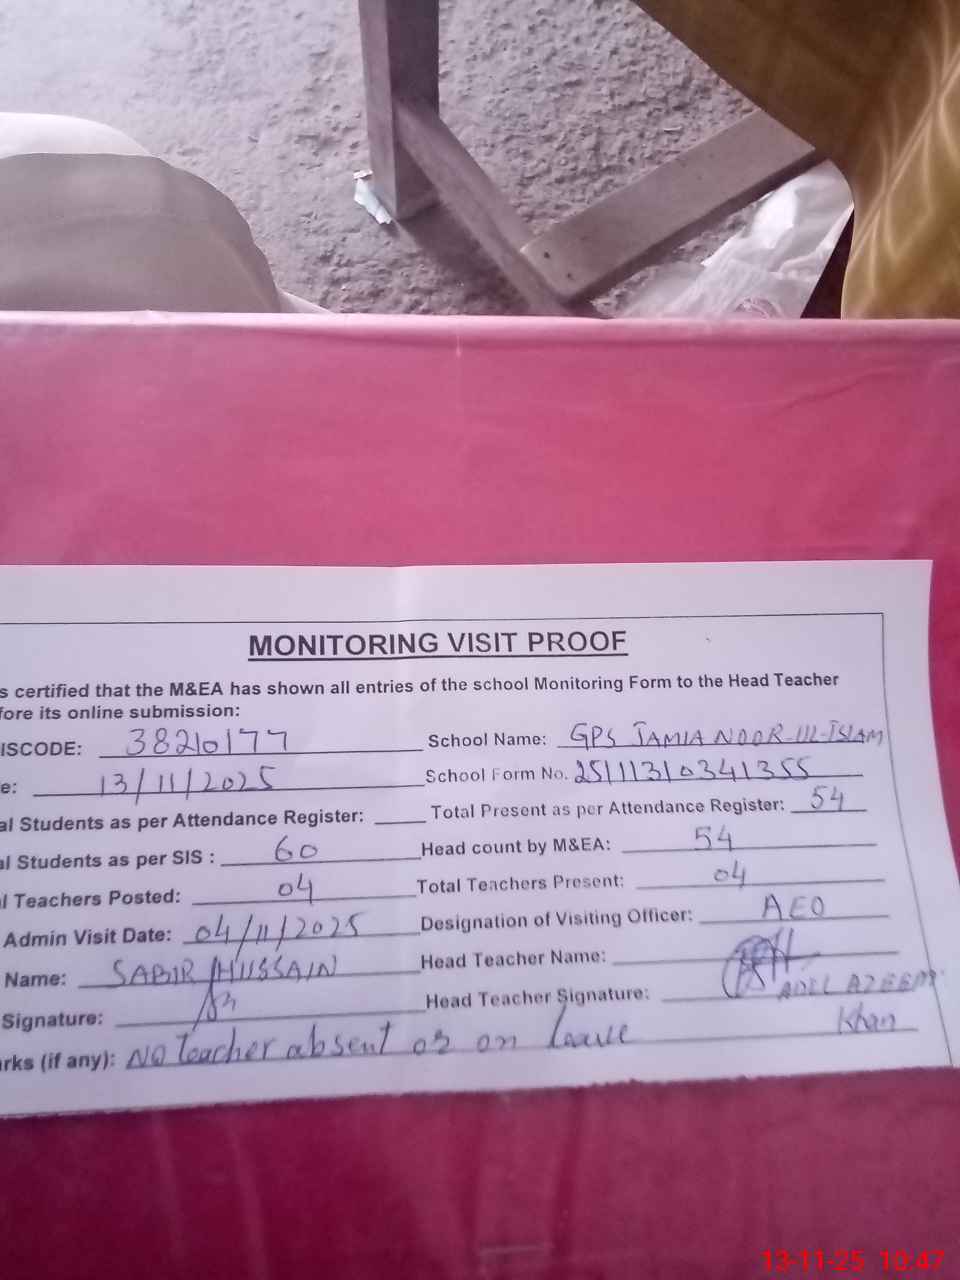 MONITORING VISIT PROOF
s certified that the M&EA has shown all entries of the school Monitoring Form to the Head Teacher
fore its online submission:
ISCODE: 38210177 School Name: GPS JAMIA NOOR-UL-ISLAM
e: 13/11/2025 School Form No. 25111310341355
al Students as per Attendance Register: Total Present as per Attendance Register: 54
al Students as per SIS : 60 Head count by M&EA: 54
l Teachers Posted: 04 Total Teachers Present: 04
Admin Visit Date: 04/11/2025 Designation of Visiting Officer: AEO
Name: SABIR HUSSAIN Head Teacher Name:
Signature: Head Teacher Signature: ADIL AZEEM
Khan
rks (if any): NO teacher absent or on leave
13-11-25 10:47